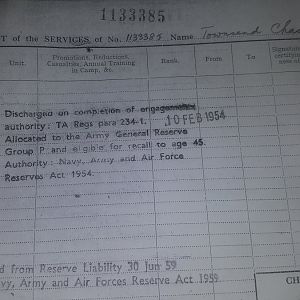 1133385
T of the SERVICES of No. 1133385 Name Townsend
Unit.
Promotions, Reductions,
Casualties, Annual Training
in Camp, &c.
Rank.
From
To
Signature
Discharged on completion of engagement
authority: TA Regs para 234-1. 10 FEB 1954
Allocated to the Army General Reserve
Group P and eligible for recall to age 45.
Authority: Navy, Army and Air Force
Reserves Act 1954.
d from Reserve Liability 30 Jun 59
vy, Army and Air Forces Reserve Act 1959
CH